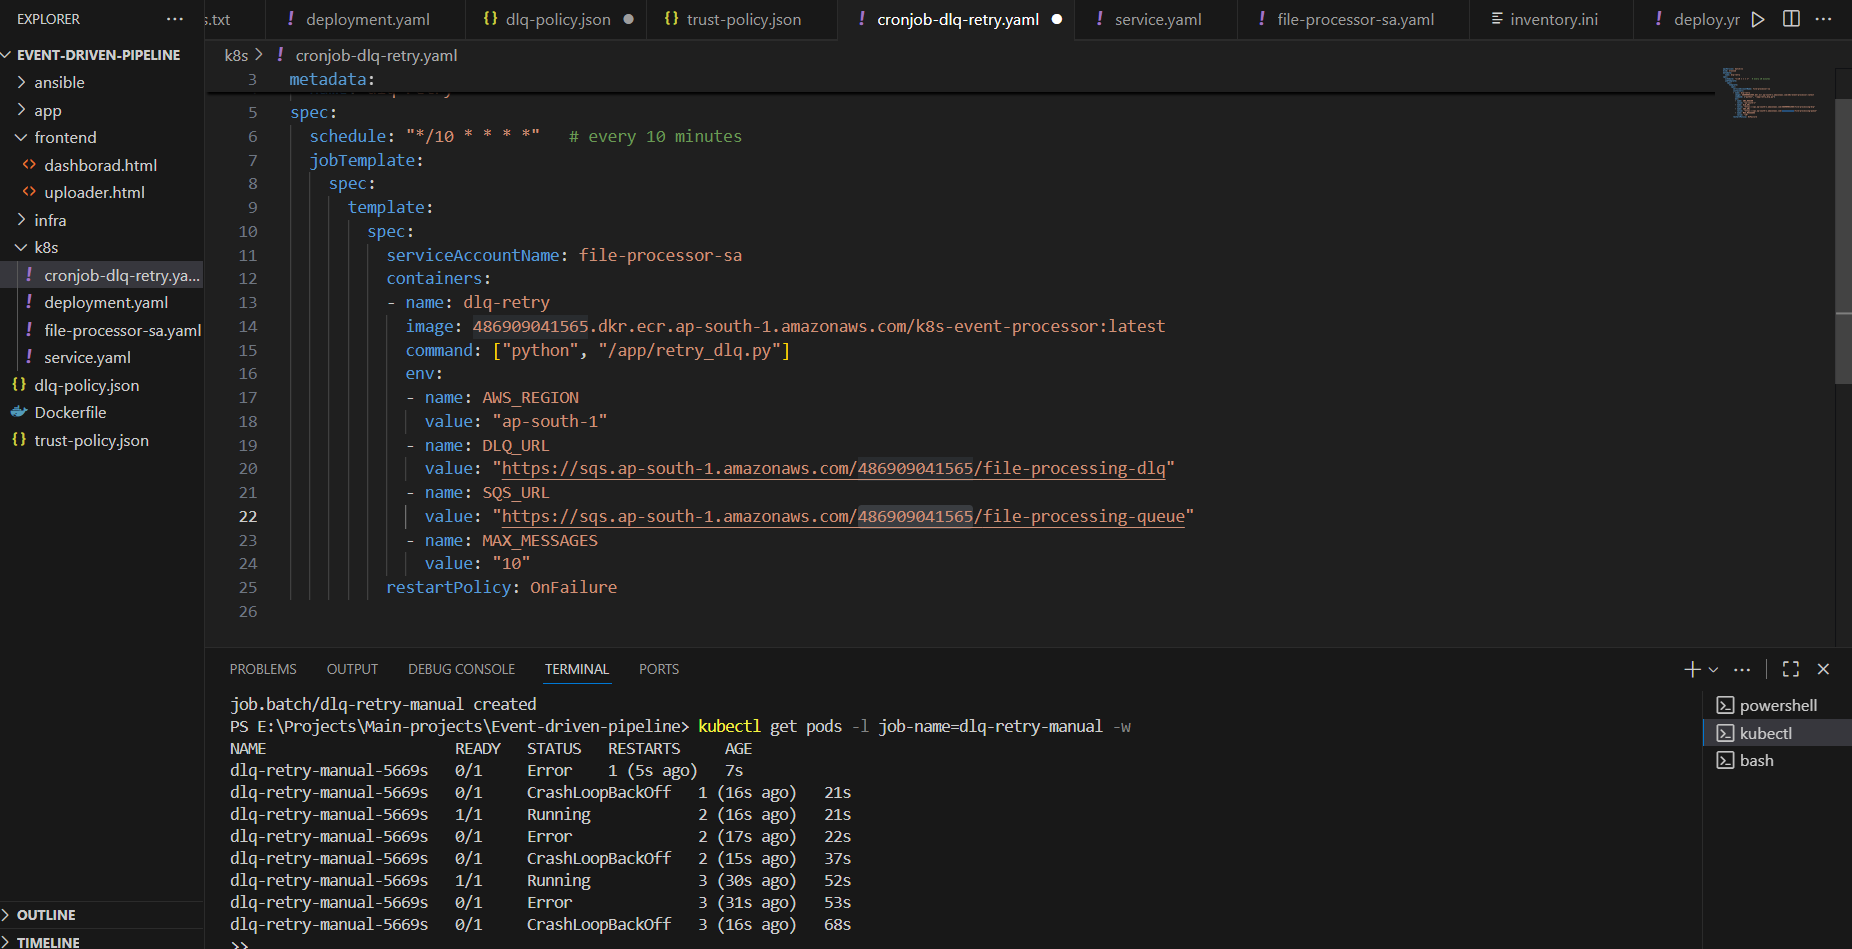 EXPLORER ···
s.txt ! deployment.yaml {} dlq-policy.json ● {} trust-policy.json ! cronjob-dlq-retry.yaml ● ! service.yaml ! file-processor-sa.yaml inventory.ini ! deploy.yr ···
EVENT-DRIVEN-PIPELINE
ansible
app
frontend
<> dashborad.html
<> uploader.html
infra
k8s
! cronjob-dlq-retry.ya...
! deployment.yaml
! file-processor-sa.yaml
! service.yaml
{} dlq-policy.json
Dockerfile
{} trust-policy.json
OUTLINE
TIMELINE
k8s > ! cronjob-dlq-retry.yaml
3 metadata:
5 spec:
6 schedule: "*/10 * * * *" # every 10 minutes
7 jobTemplate:
8 spec:
9 template:
10 spec:
11 serviceAccountName: file-processor-sa
12 containers:
13 - name: dlq-retry
14 image: 486909041565.dkr.ecr.ap-south-1.amazonaws.com/k8s-event-processor:latest
15 command: ["python", "/app/retry_dlq.py"]
16 env:
17 - name: AWS_REGION
18 value: "ap-south-1"
19 - name: DLQ_URL
20 value: "https://sqs.ap-south-1.amazonaws.com/486909041565/file-processing-dlq"
21 - name: SQS_URL
22 value: "https://sqs.ap-south-1.amazonaws.com/486909041565/file-processing-queue"
23 - name: MAX_MESSAGES
24 value: "10"
25 restartPolicy: OnFailure
26
PROBLEMS OUTPUT DEBUG CONSOLE TERMINAL PORTS
job.batch/dlq-retry-manual created
PS E:\Projects\Main-projects\Event-driven-pipeline> kubectl get pods -l job-name=dlq-retry-manual -w
NAME READY STATUS RESTARTS AGE
dlq-retry-manual-5669s 0/1 Error 1 (5s ago) 7s
dlq-retry-manual-5669s 0/1 CrashLoopBackOff 1 (16s ago) 21s
dlq-retry-manual-5669s 1/1 Running 2 (16s ago) 21s
dlq-retry-manual-5669s 0/1 Error 2 (17s ago) 22s
dlq-retry-manual-5669s 0/1 CrashLoopBackOff 2 (15s ago) 37s
dlq-retry-manual-5669s 1/1 Running 3 (30s ago) 52s
dlq-retry-manual-5669s 0/1 Error 3 (31s ago) 53s
dlq-retry-manual-5669s 0/1 CrashLoopBackOff 3 (16s ago) 68s
>>
powershell
kubectl
bash